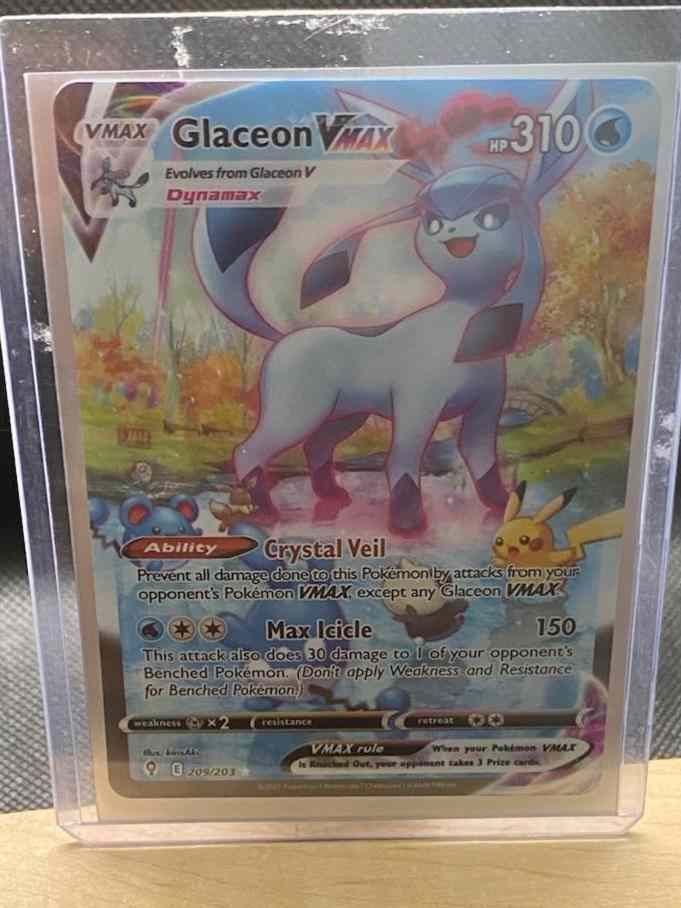 VMAX Glaceon VMAX HP 310
Evolves from Glaceon V
Dynamax
Ability Crystal Veil
Prevent all damage done to this Pokémon by attacks from your
opponent's Pokémon VMAX, except any Glaceon VMAX.
Max Icicle 150
This attack also does 30 damage to 1 of your opponent's
Benched Pokémon. (Don't apply Weakness and Resistance
for Benched Pokémon.)
weakness ×2 resistance retreat
VMAX rule When your Pokémon VMAX
is Knocked Out, your opponent takes 3 Prize cards.
Illus. kirisAki
E 209/203